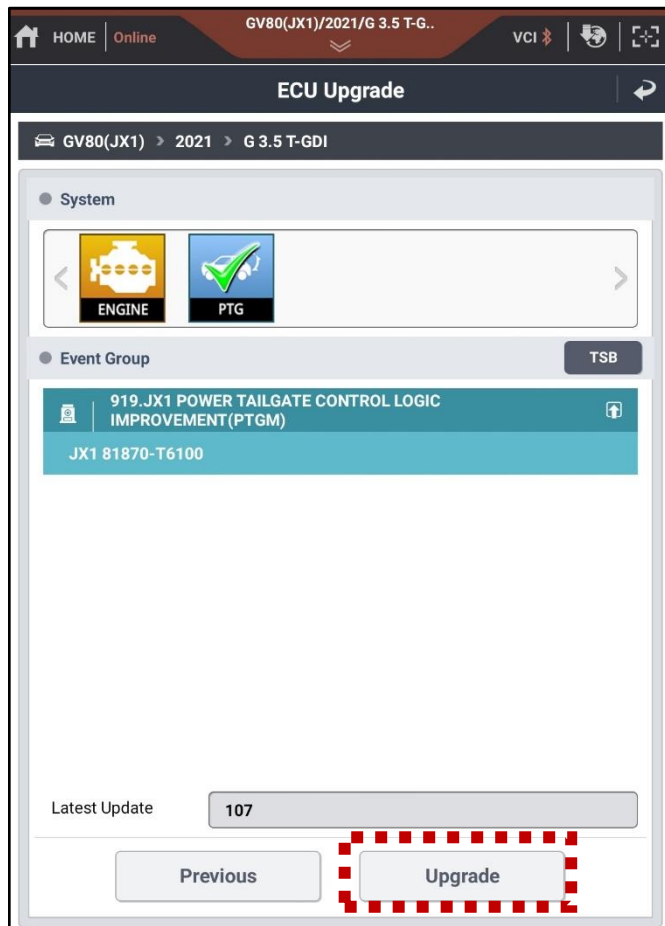 GV80(JX1)/2021/G 3.5 T-G..
HOME Online VCI
ECU Upgrade
GV80(JX1) > 2021 > G 3.5 T-GDI
System
ENGINE PTG
Event Group TSB
919.JX1 POWER TAILGATE CONTROL LOGIC
IMPROVEMENT(PTGM)
JX1 81870-T6100
Latest Update 107
Previous Upgrade